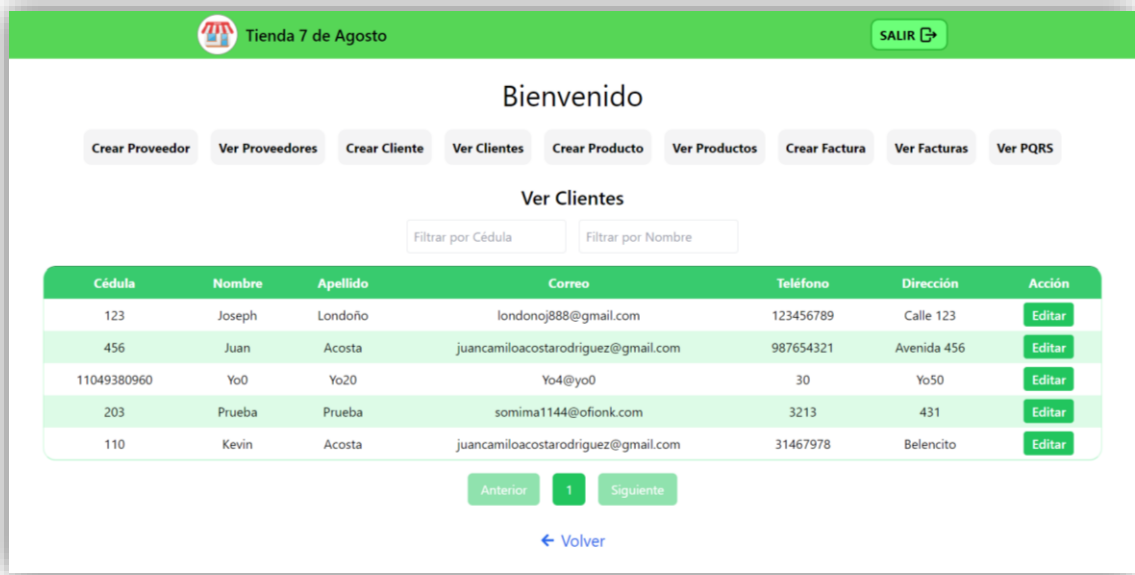 Tienda 7 de Agosto SALIR
Bienvenido
Crear Proveedor Ver Proveedores Crear Cliente Ver Clientes Crear Producto Ver Productos Crear Factura Ver Facturas Ver PQRS
Ver Clientes
Filtrar por Cédula Filtrar por Nombre
Cédula Nombre Apellido Correo Teléfono Dirección Acción
123 Joseph Londoño londonoj888@gmail.com 123456789 Calle 123 Editar
456 Juan Acosta juancamiloacostarodriguez@gmail.com 987654321 Avenida 456 Editar
11049380960 Yo0 Yo20 Yo4@yo0 30 Yo50 Editar
203 Prueba Prueba somima1144@ofionk.com 3213 431 Editar
110 Kevin Acosta juancamiloacostarodriguez@gmail.com 31467978 Belencito Editar
Anterior 1 Siguiente
Volver